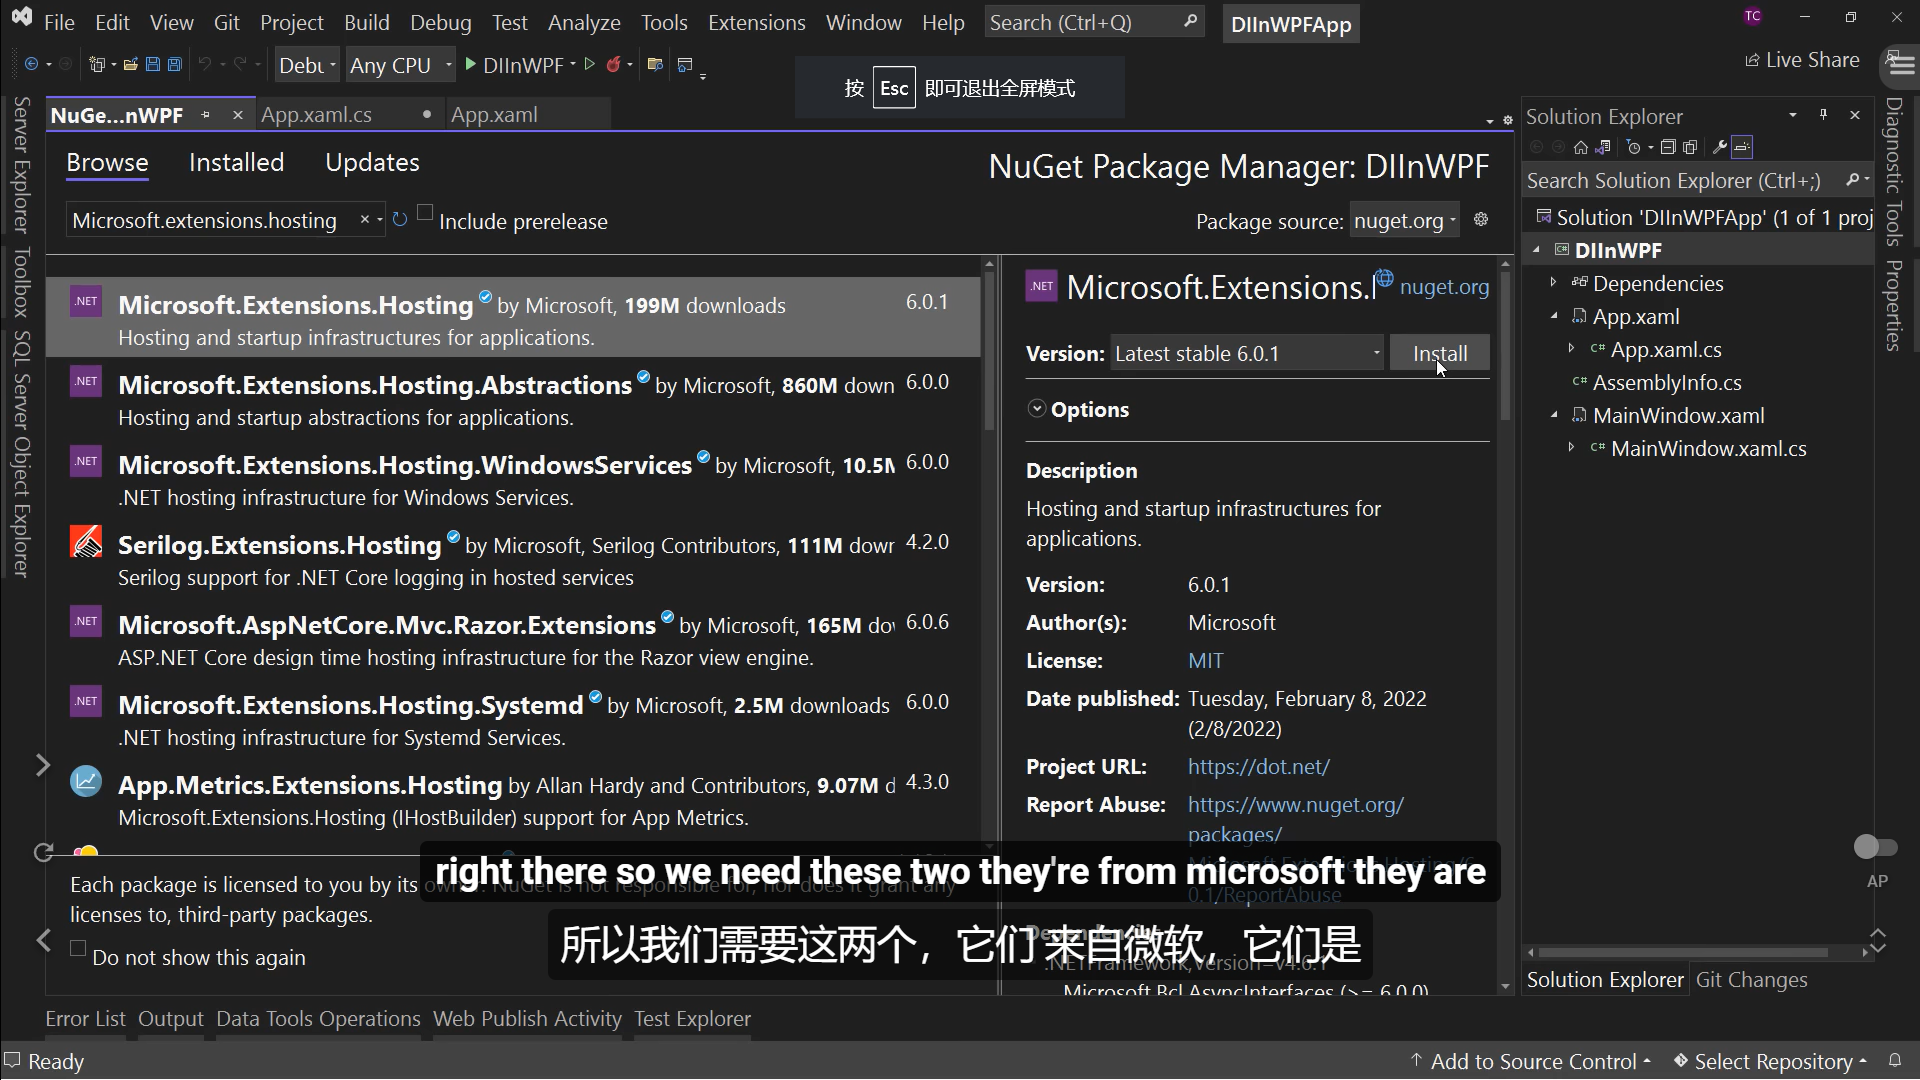 File Edit View Git Project Build Debug Test Analyze Tools Extensions Window Help Search (Ctrl+Q) DIInWPFApp TC
Debu Any CPU DIInWPF Live Share
按 Esc 即可退出全屏模式
NuGe...nWPF App.xaml.cs App.xaml
Browse Installed Updates
NuGet Package Manager: DIInWPF
Microsoft.extensions.hosting Include prerelease
Package source: nuget.org
Server Explorer
Toolbox
SQL Server Object Explorer
.NET Microsoft.Extensions.Hosting by Microsoft, 199M downloads 6.0.1
Hosting and startup infrastructures for applications.
.NET Microsoft.Extensions.Hosting.Abstractions by Microsoft, 860M down 6.0.0
Hosting and startup abstractions for applications.
.NET Microsoft.Extensions.Hosting.WindowsServices by Microsoft, 10.5M 6.0.0
.NET hosting infrastructure for Windows Services.
Serilog.Extensions.Hosting by Microsoft, Serilog Contributors, 111M down 4.2.0
Serilog support for .NET Core logging in hosted services
.NET Microsoft.AspNetCore.Mvc.Razor.Extensions by Microsoft, 165M do 6.0.6
ASP.NET Core design time hosting infrastructure for the Razor view engine.
.NET Microsoft.Extensions.Hosting.Systemd by Microsoft, 2.5M downloads 6.0.0
.NET hosting infrastructure for Systemd Services.
App.Metrics.Extensions.Hosting by Allan Hardy and Contributors, 9.07M d 4.3.0
Microsoft.Extensions.Hosting (IHostBuilder) support for App Metrics.
Each package is licensed to you by its owner. NuGet is not responsible for, nor does it grant any
licenses to, third-party packages.
Do not show this again
.NET Microsoft.Extensions. nuget.org
Version: Latest stable 6.0.1 Install
Options
Description
Hosting and startup infrastructures for
applications.
Version: 6.0.1
Author(s): Microsoft
License: MIT
Date published: Tuesday, February 8, 2022
(2/8/2022)
Project URL: https://dot.net/
Report Abuse: https://www.nuget.org/
packages/
Microsoft.Extensions.Hosting/6.
0.1/ReportAbuse
Dependencies
.NETFramework,Version=v4.6.1
Microsoft.Bcl.AsyncInterfaces (>= 6.0.0)
right there so we need these two they're from microsoft they are
所以我们需要这两个，它们来自微软，它们是
Solution Explorer
Search Solution Explorer (Ctrl+;)
Solution 'DIInWPFApp' (1 of 1 proj
DIInWPF
Dependencies
App.xaml
App.xaml.cs
AssemblyInfo.cs
MainWindow.xaml
MainWindow.xaml.cs
Diagnostic Tools
Properties
AP
Solution Explorer Git Changes
Error List Output Data Tools Operations Web Publish Activity Test Explorer
Ready Add to Source Control Select Repository